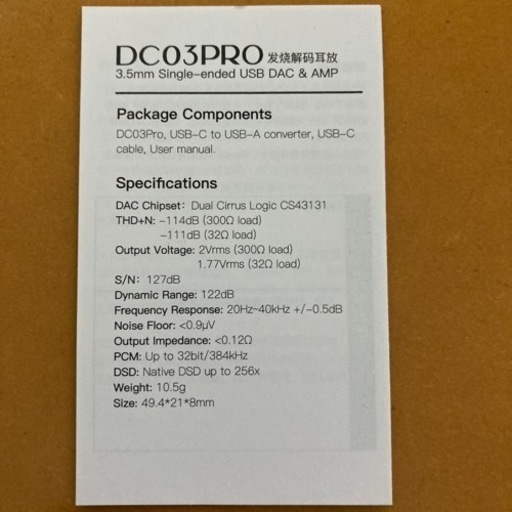 DC03PRO 发烧解码耳放
3.5mm Single-ended USB DAC & AMP
Package Components
DC03Pro, USB-C to USB-A converter, USB-C
cable, User manual.
Specifications
DAC Chipset: Dual Cirrus Logic CS43131
THD+N: -114dB (300Ω load)
-111dB (32Ω load)
Output Voltage: 2Vrms (300Ω load)
1.77Vrms (32Ω load)
S/N: 127dB
Dynamic Range: 122dB
Frequency Response: 20Hz~40kHz +/-0.5dB
Noise Floor: <0.9μV
Output Impedance: <0.12Ω
PCM: Up to 32bit/384kHz
DSD: Native DSD up to 256x
Weight: 10.5g
Size: 49.4*21*8mm